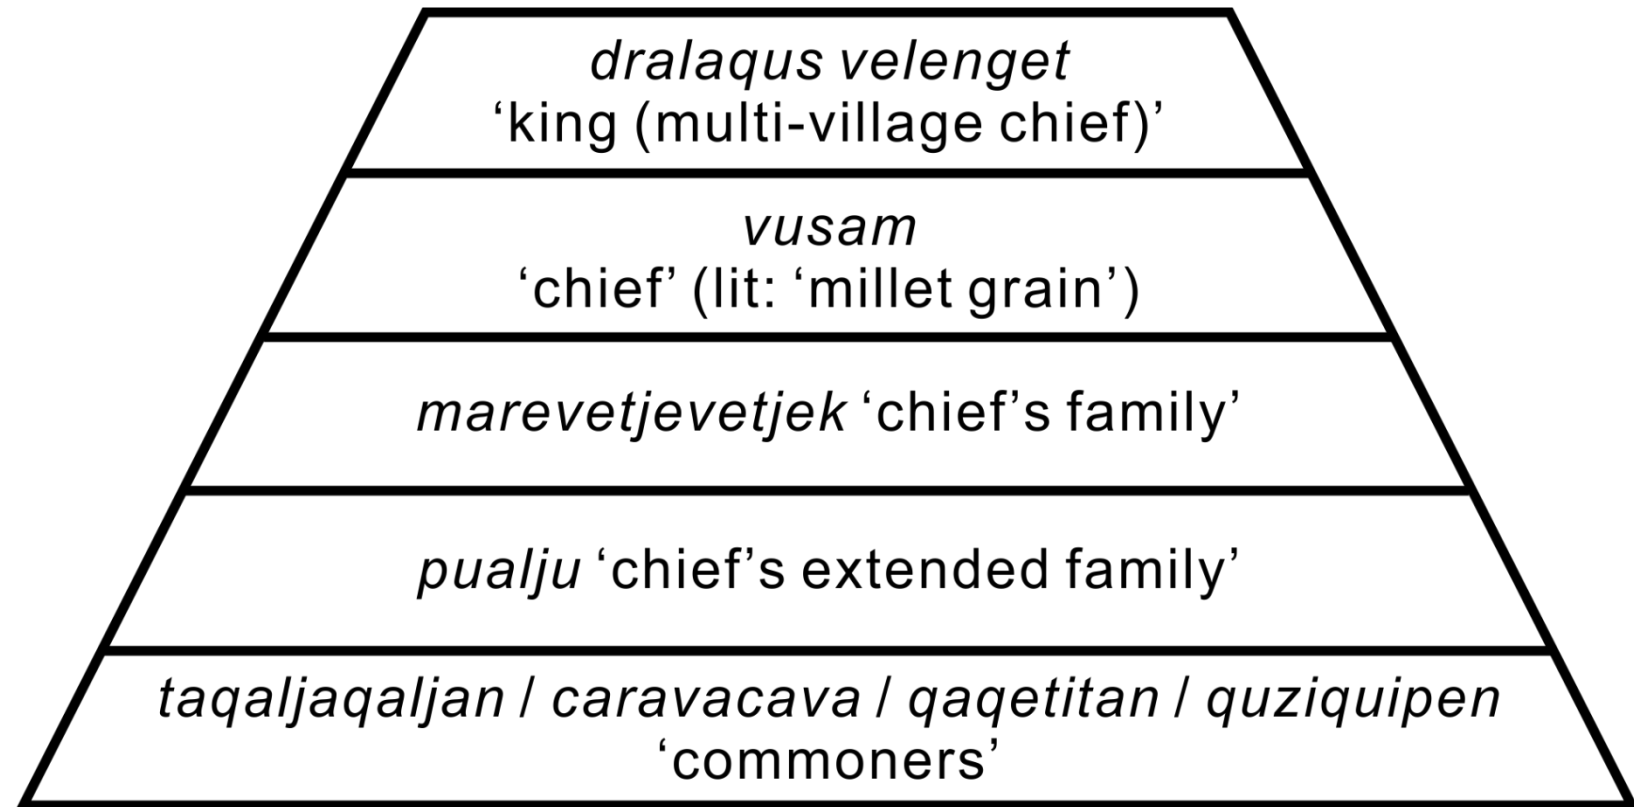 dralaqus velenget
‘king (multi-village chief)’
vusam
‘chief’ (lit: ‘millet grain’)
marevetjevetjek ‘chief’s family’
pualju ‘chief’s extended family’
taqaljaqaljan / caravacava / qaqetitan / quziquipen
‘commoners’